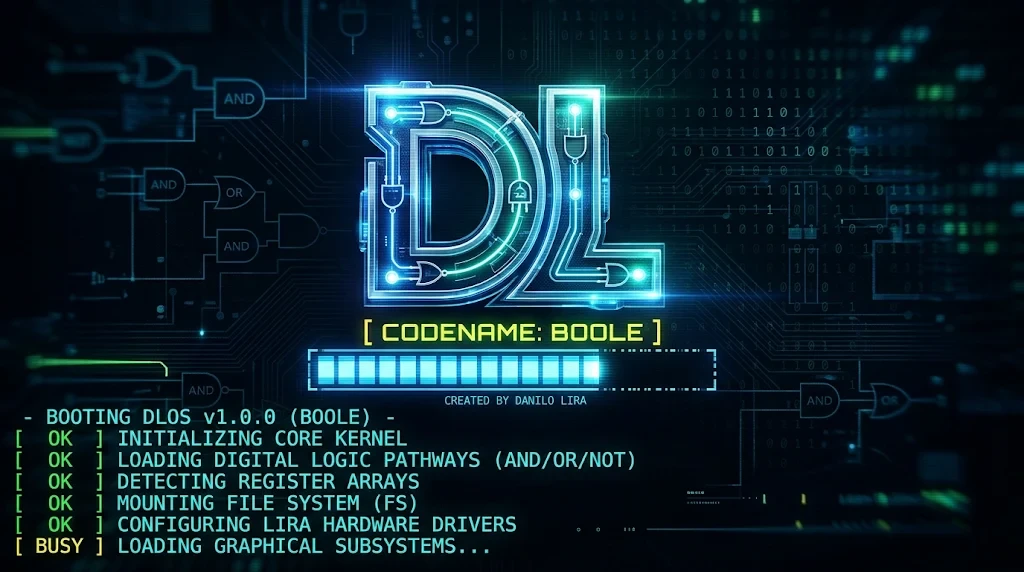 AND
AND
OR
AND
AND
AND
OR
DL
[ CODENAME: BOOLE ]
CREATED BY DANILO LIRA
- BOOTING DLOS v1.0.0 (BOOLE) -
[ OK ] INITIALIZING CORE KERNEL
[ OK ] LOADING DIGITAL LOGIC PATHWAYS (AND/OR/NOT)
[ OK ] DETECTING REGISTER ARRAYS
[ OK ] MOUNTING FILE SYSTEM (FS)
[ OK ] CONFIGURING LIRA HARDWARE DRIVERS
[ BUSY ] LOADING GRAPHICAL SUBSYSTEMS...